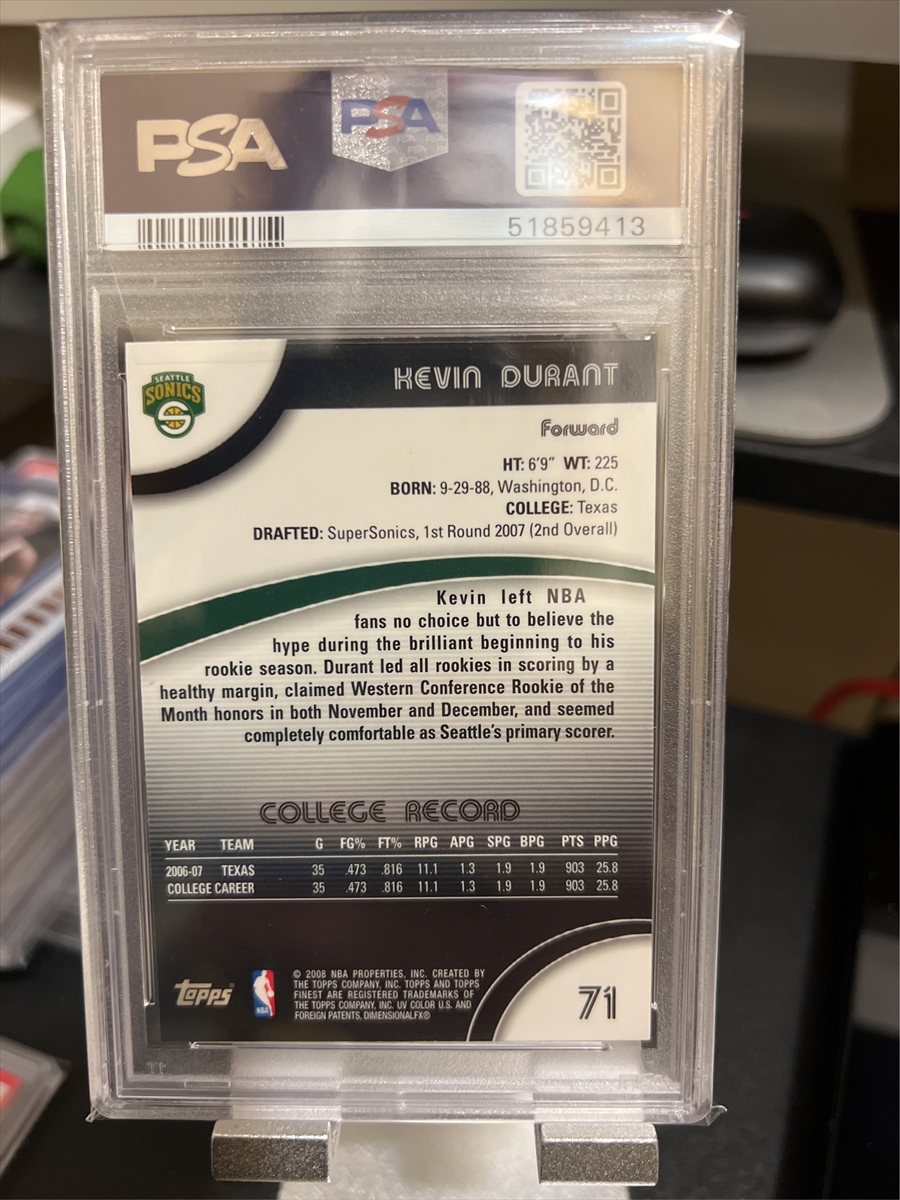 PSA
PSA
51859413
SEATTLE
SONICS
KEVIN DURANT
Forward
HT: 6'9" WT: 225
BORN: 9-29-88, Washington, D.C.
COLLEGE: Texas
DRAFTED: SuperSonics, 1st Round 2007 (2nd Overall)
Kevin left NBA
fans no choice but to believe the
hype during the brilliant beginning to his
rookie season. Durant led all rookies in scoring by a
healthy margin, claimed Western Conference Rookie of the
Month honors in both November and December, and seemed
completely comfortable as Seattle's primary scorer.
COLLEGE RECORD
YEAR TEAM G FG% FT% RPG APG SPG BPG PTS PPG
2006-07 TEXAS 35 .473 .816 11.1 1.3 1.9 1.9 903 25.8
COLLEGE CAREER 35 .473 .816 11.1 1.3 1.9 1.9 903 25.8
topps
NBA
© 2008 NBA PROPERTIES, INC. CREATED BY
THE TOPPS COMPANY, INC. TOPPS AND TOPPS
FINEST ARE REGISTERED TRADEMARKS OF
THE TOPPS COMPANY, INC. UV COLOR U.S. AND
FOREIGN PATENTS, DIMENSIONALFX®
71